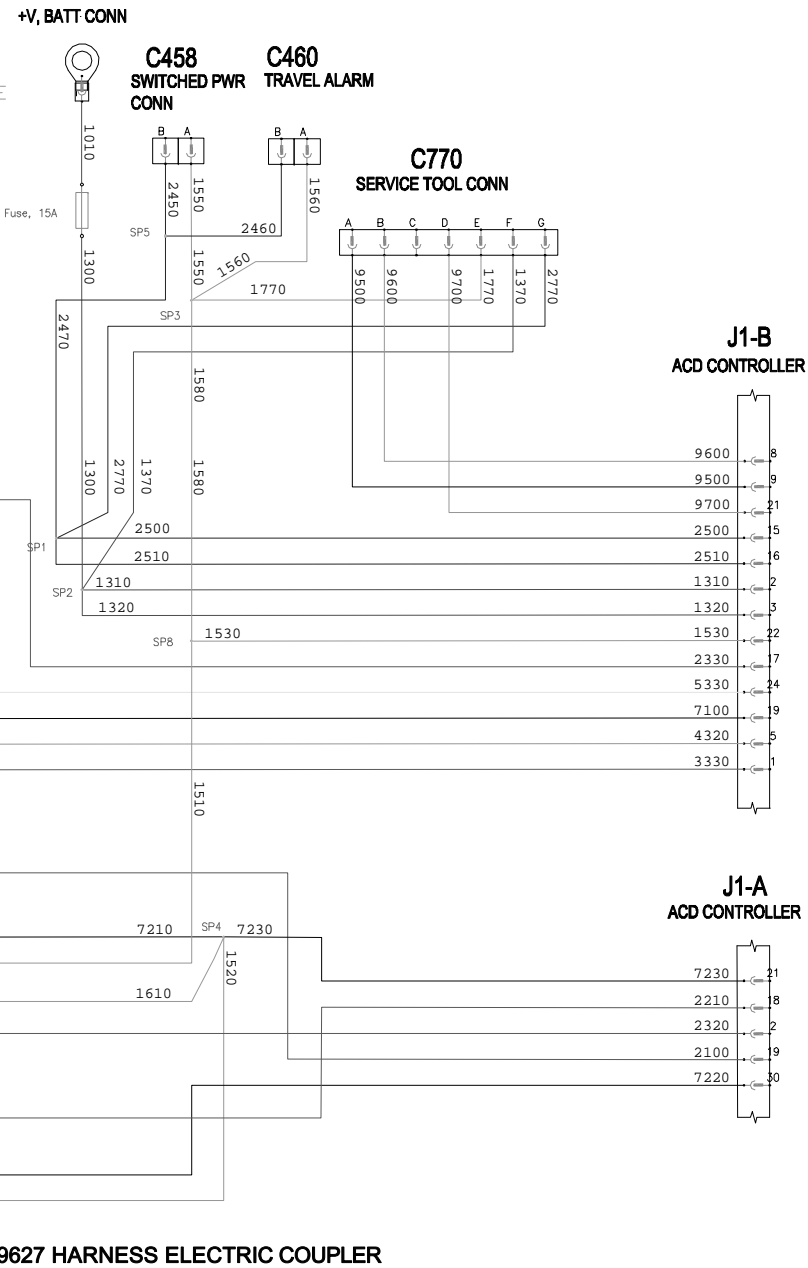 +V, BATT CONN
C458
SWITCHED PWR
CONN
C460
TRAVEL ALARM
E
1010
B A
B A
C770
SERVICE TOOL CONN
2450
1550
1560
Fuse, 15A
A B C D E F G
SP5
2460
1300
1550
1560
9500
9600
9700
1770
1370
2770
1770
SP3
2470
J1-B
ACD CONTROLLER
1580
1300
2770
1370
1580
9600 8
9500 9
9700 21
SP1
2500
2500 15
2510
2510 16
SP2
1310
1310 2
1320
1320 3
SP8
1530
1530 22
2330 17
5330 24
7100 19
4320 5
3330 1
1510
J1-A
ACD CONTROLLER
7210
SP4
7230
1520
7230 21
1610
2210 18
2320 2
2100 19
7220 30
9627 HARNESS ELECTRIC COUPLER